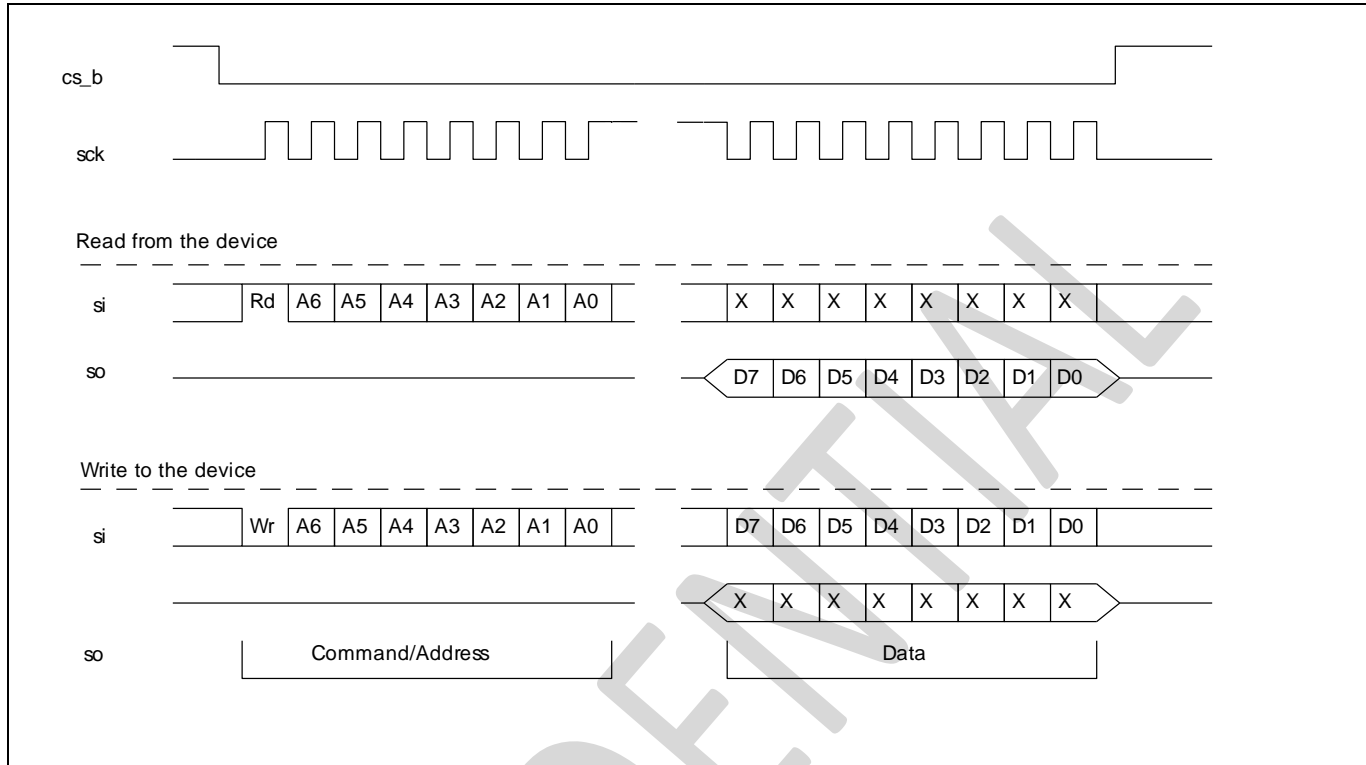 cs_b
sck
Read from the device
si Rd A6 A5 A4 A3 A2 A1 A0 X X X X X X X X
so D7 D6 D5 D4 D3 D2 D1 D0
Write to the device
si Wr A6 A5 A4 A3 A2 A1 A0 D7 D6 D5 D4 D3 D2 D1 D0
X X X X X X X X
so Command/Address Data
DENTIAL